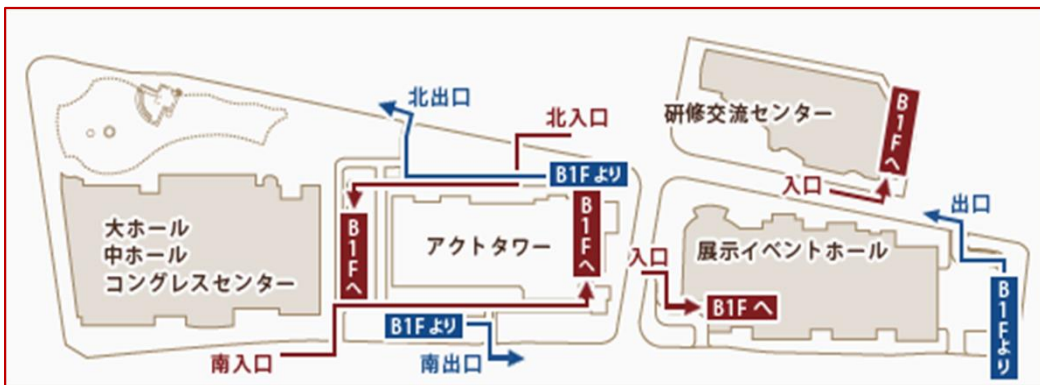 北出口
北入口
研修交流センター
B1Fへ
B1Fより
入口
出口
大ホール
中ホール
コングレスセンター
B1Fへ
アクトタワー
B1Fへ
入口
展示イベントホール
B1Fへ
B1Fより
B1Fより
南入口
南出口